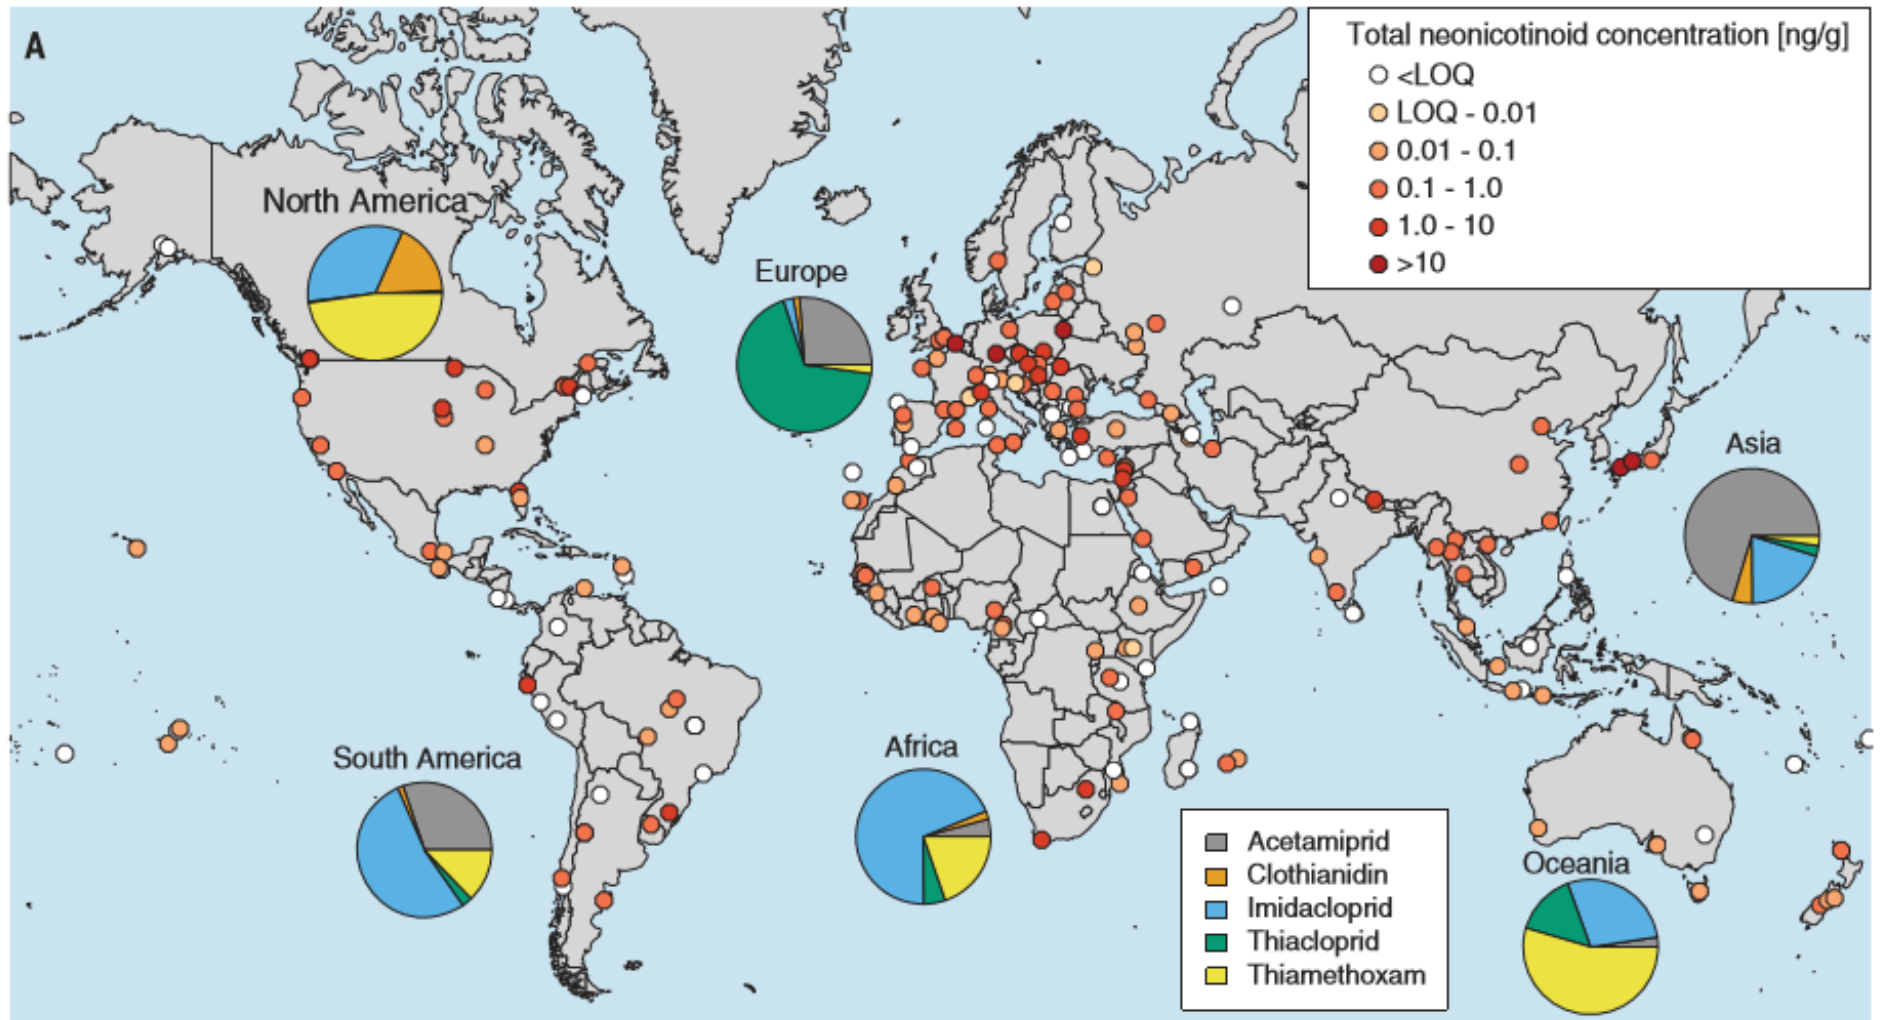 A
Total neonicotinoid concentration [ng/g]
<LOQ
LOQ - 0.01
0.01 - 0.1
0.1 - 1.0
1.0 - 10
>10
North America
Europe
Asia
South America
Africa
Oceania
Acetamiprid
Clothianidin
Imidacloprid
Thiacloprid
Thiamethoxam